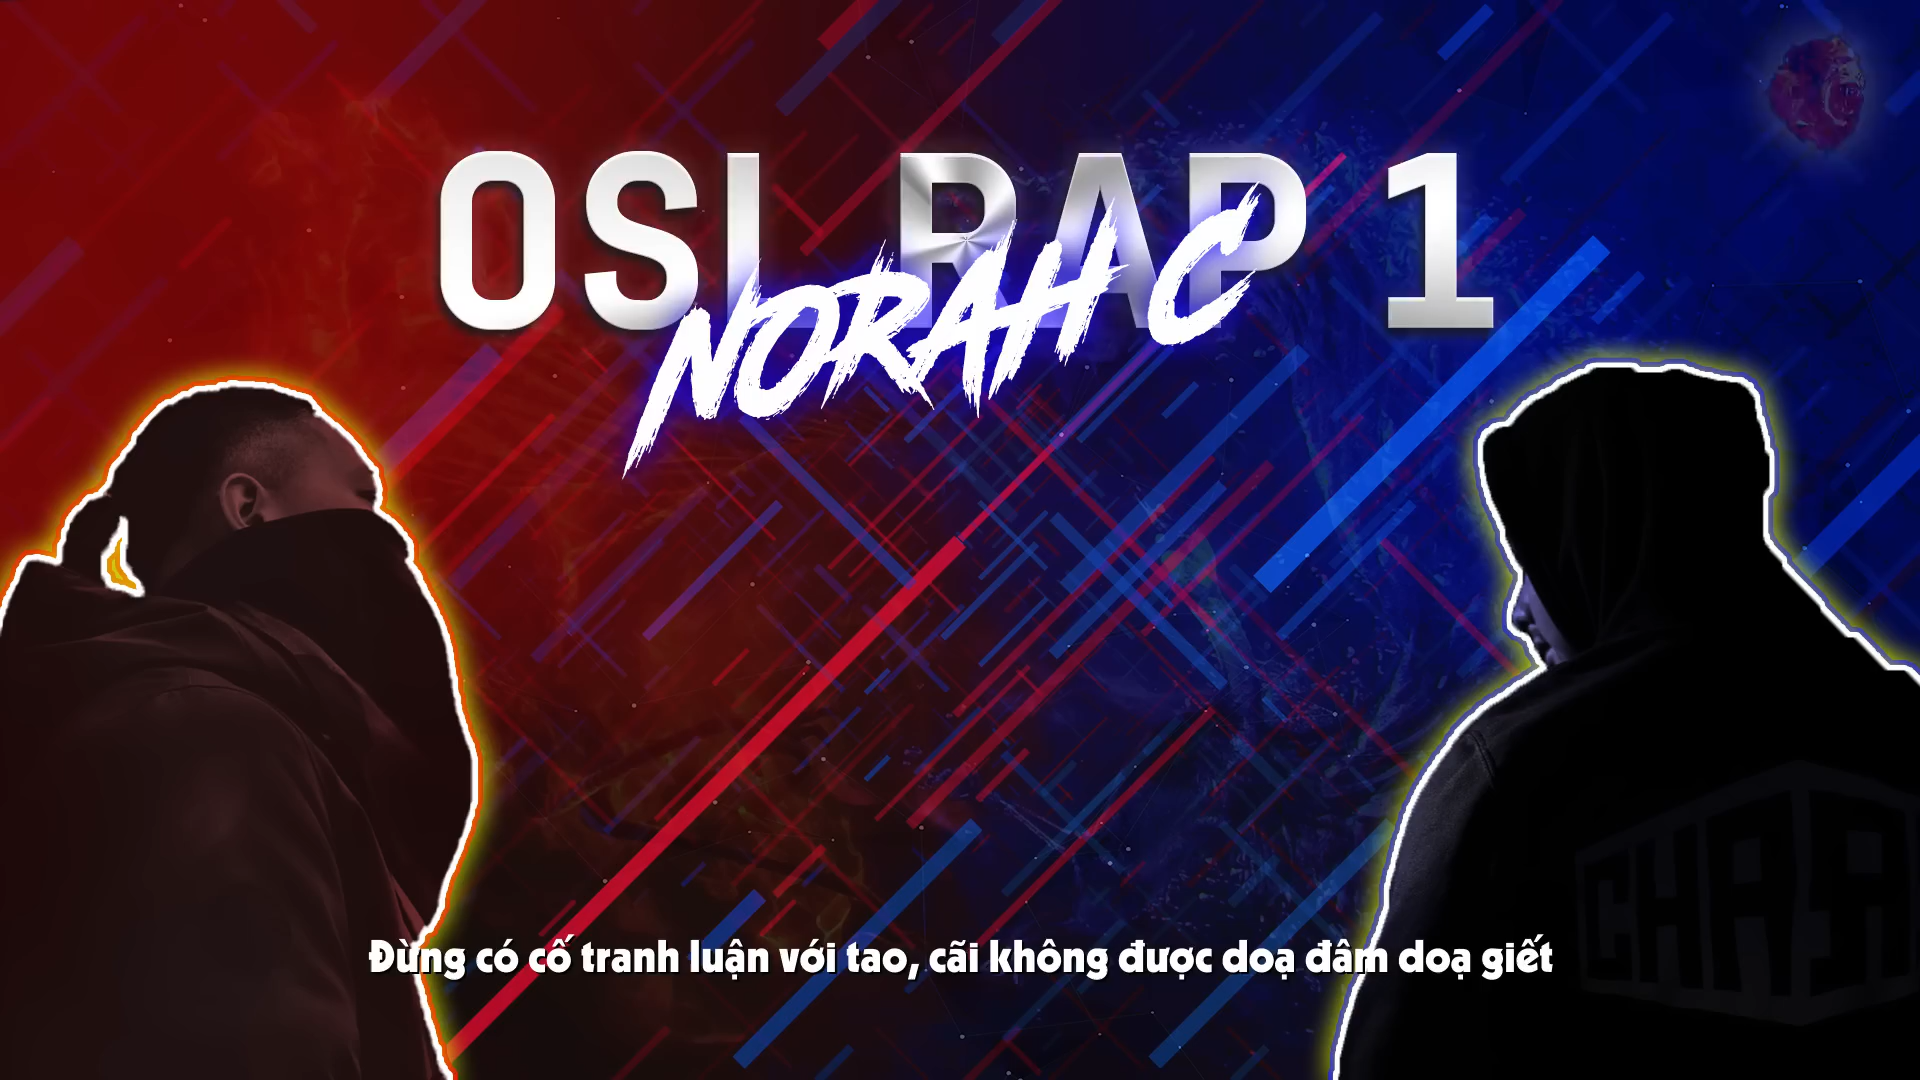 OSI RAP 1
NORAH C
Đừng có cố tranh luận với tao, cãi không được doạ đâm doạ giết